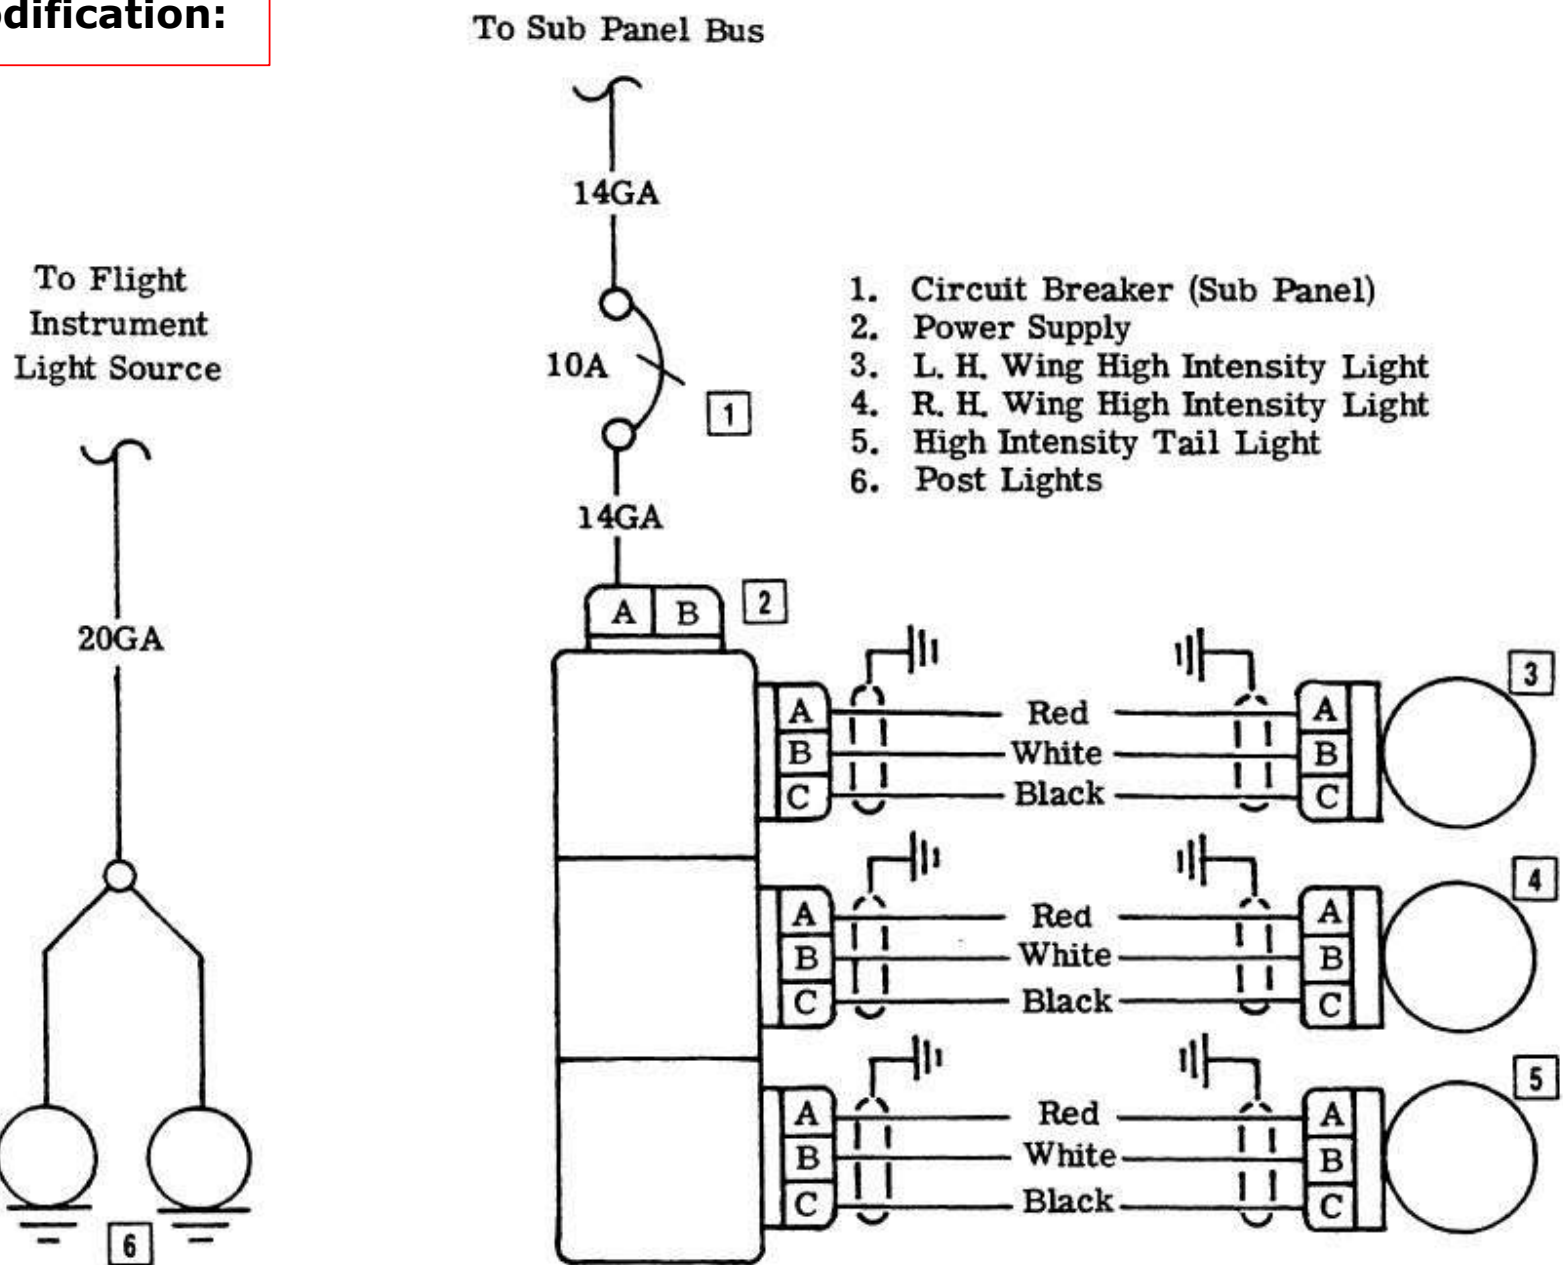 To Sub Panel Bus
14GA
To Flight
Instrument
Light Source
10A
1
14GA
1. Circuit Breaker (Sub Panel)
2. Power Supply
3. L. H. Wing High Intensity Light
4. R. H. Wing High Intensity Light
5. High Intensity Tail Light
6. Post Lights
20GA
A B
2
3
A Red A
B White B
C Black C
4
A Red A
B White B
C Black C
5
A Red A
B White B
C Black C
6